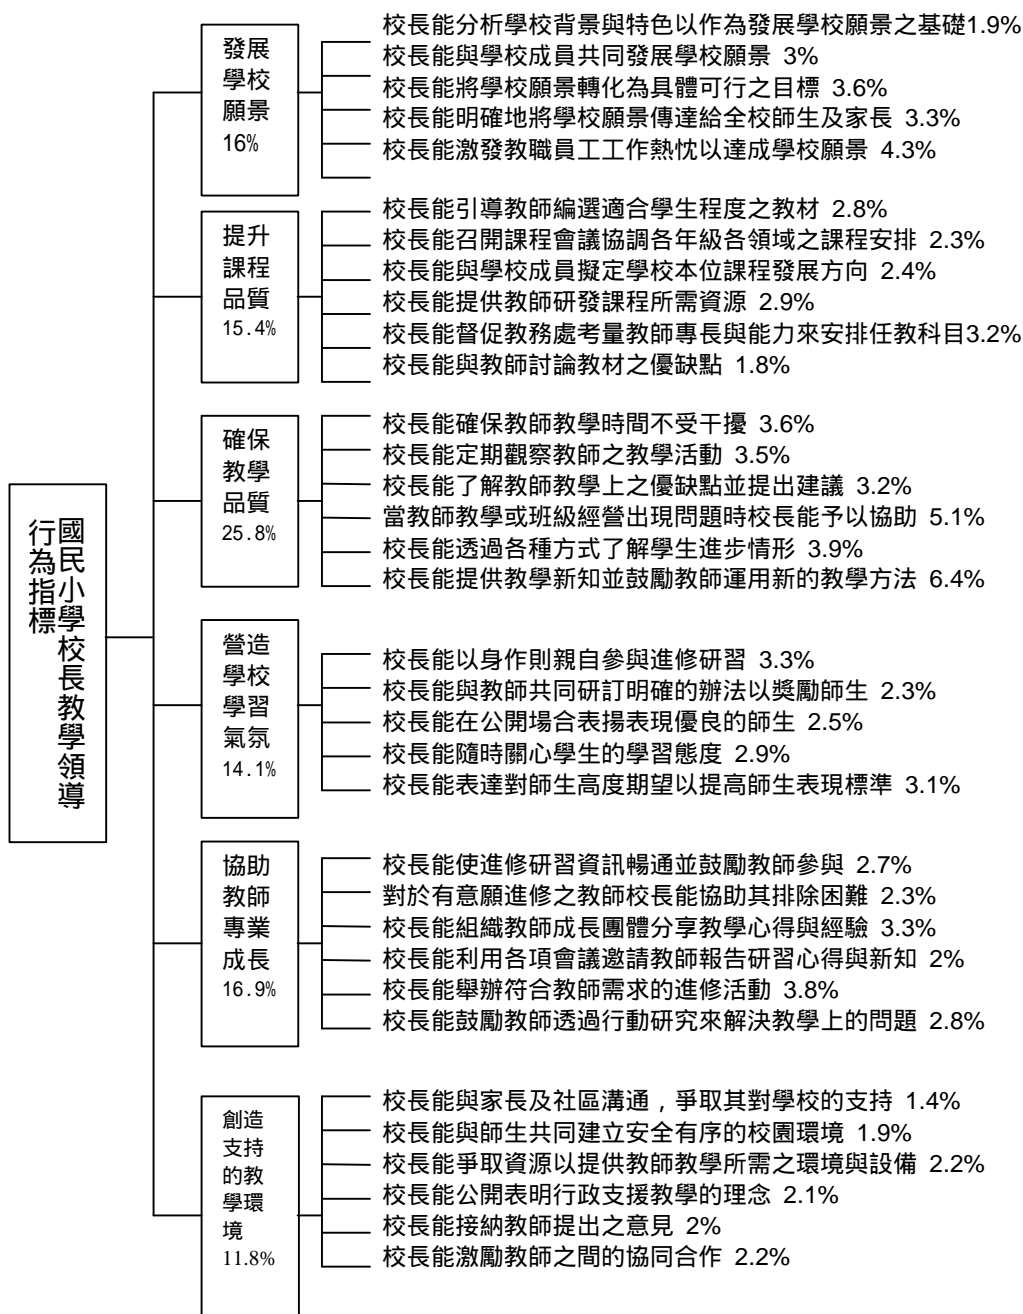 國民小學校長教學領導
行為指標
發展
學校
願景
16%
校長能分析學校背景與特色以作為發展學校願景之基礎1.9%
校長能與學校成員共同發展學校願景 3%
校長能將學校願景轉化為具體可行之目標 3.6%
校長能明確地將學校願景傳達給全校師生及家長 3.3%
校長能激發教職員工工作熱忱以達成學校願景 4.3%
提升
課程
品質
15.4%
校長能引導教師編選適合學生程度之教材 2.8%
校長能召開課程會議協調各年級各領域之課程安排 2.3%
校長能與學校成員擬定學校本位課程發展方向 2.4%
校長能提供教師研發課程所需資源 2.9%
校長能督促教務處考量教師專長與能力來安排任教科目3.2%
校長能與教師討論教材之優缺點 1.8%
確保
教學
品質
25.8%
校長能確保教師教學時間不受干擾 3.6%
校長能定期觀察教師之教學活動 3.5%
校長能了解教師教學上之優缺點並提出建議 3.2%
當教師教學或班級經營出現問題時校長能予以協助 5.1%
校長能透過各種方式了解學生進步情形 3.9%
校長能提供教學新知並鼓勵教師運用新的教學方法 6.4%
營造
學校
學習
氣氛
14.1%
校長能以身作則親自參與進修研習 3.3%
校長能與教師共同研訂明確的辦法以獎勵師生 2.3%
校長能在公開場合表揚表現優良的師生 2.5%
校長能隨時關心學生的學習態度 2.9%
校長能表達對師生高度期望以提高師生表現標準 3.1%
協助
教師
專業
成長
16.9%
校長能使進修研習資訊暢通並鼓勵教師參與 2.7%
對於有意願進修之教師校長能協助其排除困難 2.3%
校長能組織教師成長團體分享教學心得與經驗 3.3%
校長能利用各項會議邀請教師報告研習心得與新知 2%
校長能舉辦符合教師需求的進修活動 3.8%
校長能鼓勵教師透過行動研究來解決教學上的問題 2.8%
創造
支持
的教
學環
境
11.8%
校長能與家長及社區溝通，爭取其對學校的支持 1.4%
校長能與師生共同建立安全有序的校園環境 1.9%
校長能爭取資源以提供教師教學所需之環境與設備 2.2%
校長能公開表明行政支援教學的理念 2.1%
校長能接納教師提出之意見 2%
校長能激勵教師之間的協同合作 2.2%